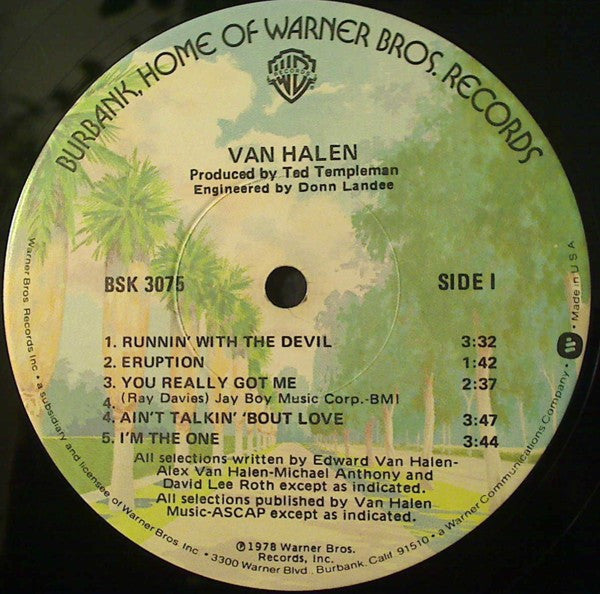 BURBANK, HOME OF WARNER BROS. RECORDS
W RECORDS
VAN HALEN
Produced by Ted Templeman
Engineered by Donn Landee
BSK 3075
SIDE I
1. RUNNIN' WITH THE DEVIL 3:32
2. ERUPTION 1:42
3. YOU REALLY GOT ME 2:37
4. (Ray Davies) Jay Boy Music Corp.-BMI
4. AIN'T TALKIN' 'BOUT LOVE 3:47
5. I'M THE ONE 3:44
All selections written by Edward Van Halen-
Alex Van Halen-Michael Anthony and
David Lee Roth except as indicated.
All selections published by Van Halen
Music-ASCAP except as indicated.
℗1978 Warner Bros.
Records, Inc.
Warner Bros. Records Inc. • a subsidiary and licensee of Warner Bros. Inc. • 3300 Warner Blvd., Burbank, Calif. 91510 • a Warner Communications Company. • Made in U.S.A.